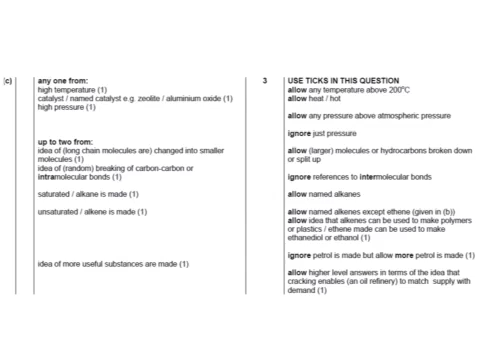 (c) any one from: 3 USE TICKS IN THIS QUESTION
high temperature (1) allow any temperature above 200°C
catalyst / named catalyst e.g. zeolite / aluminium oxide (1) allow heat / hot
high pressure (1)
allow any pressure above atmospheric pressure
ignore just pressure
up to two from:
idea of (long chain molecules are) changed into smaller allow (larger) molecules or hydrocarbons broken down
molecules (1) or split up
idea of (random) breaking of carbon-carbon or
intramolecular bonds (1) ignore references to intermolecular bonds
saturated / alkane is made (1) allow named alkanes
unsaturated / alkene is made (1) allow named alkenes except ethene (given in (b))
allow idea that alkenes can be used to make polymers
or plastics / ethene made can be used to make
ethanediol or ethanol (1)
ignore petrol is made but allow more petrol is made (1)
idea of more useful substances are made (1) allow higher level answers in terms of the idea that
cracking enables (an oil refinery) to match supply with
demand (1)